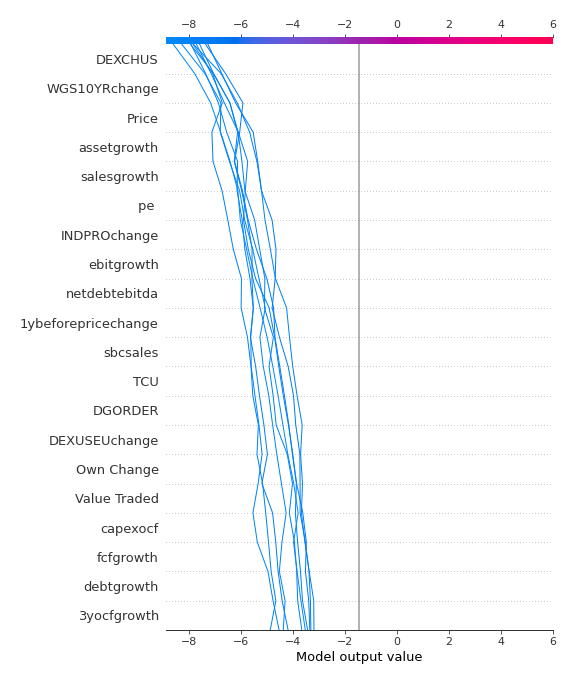 −8 −6 −4 −2 0 2 4 6
DEXCHUS
WGS10YRchange
Price
assetgrowth
salesgrowth
pe
INDPROchange
ebitgrowth
netdebtebitda
1ybeforepricechange
sbcsales
TCU
DGORDER
DEXUSEUchange
Own Change
Value Traded
capexocf
fcfgrowth
debtgrowth
3yocfgrowth
−8 −6 −4 −2 0 2 4 6
Model output value